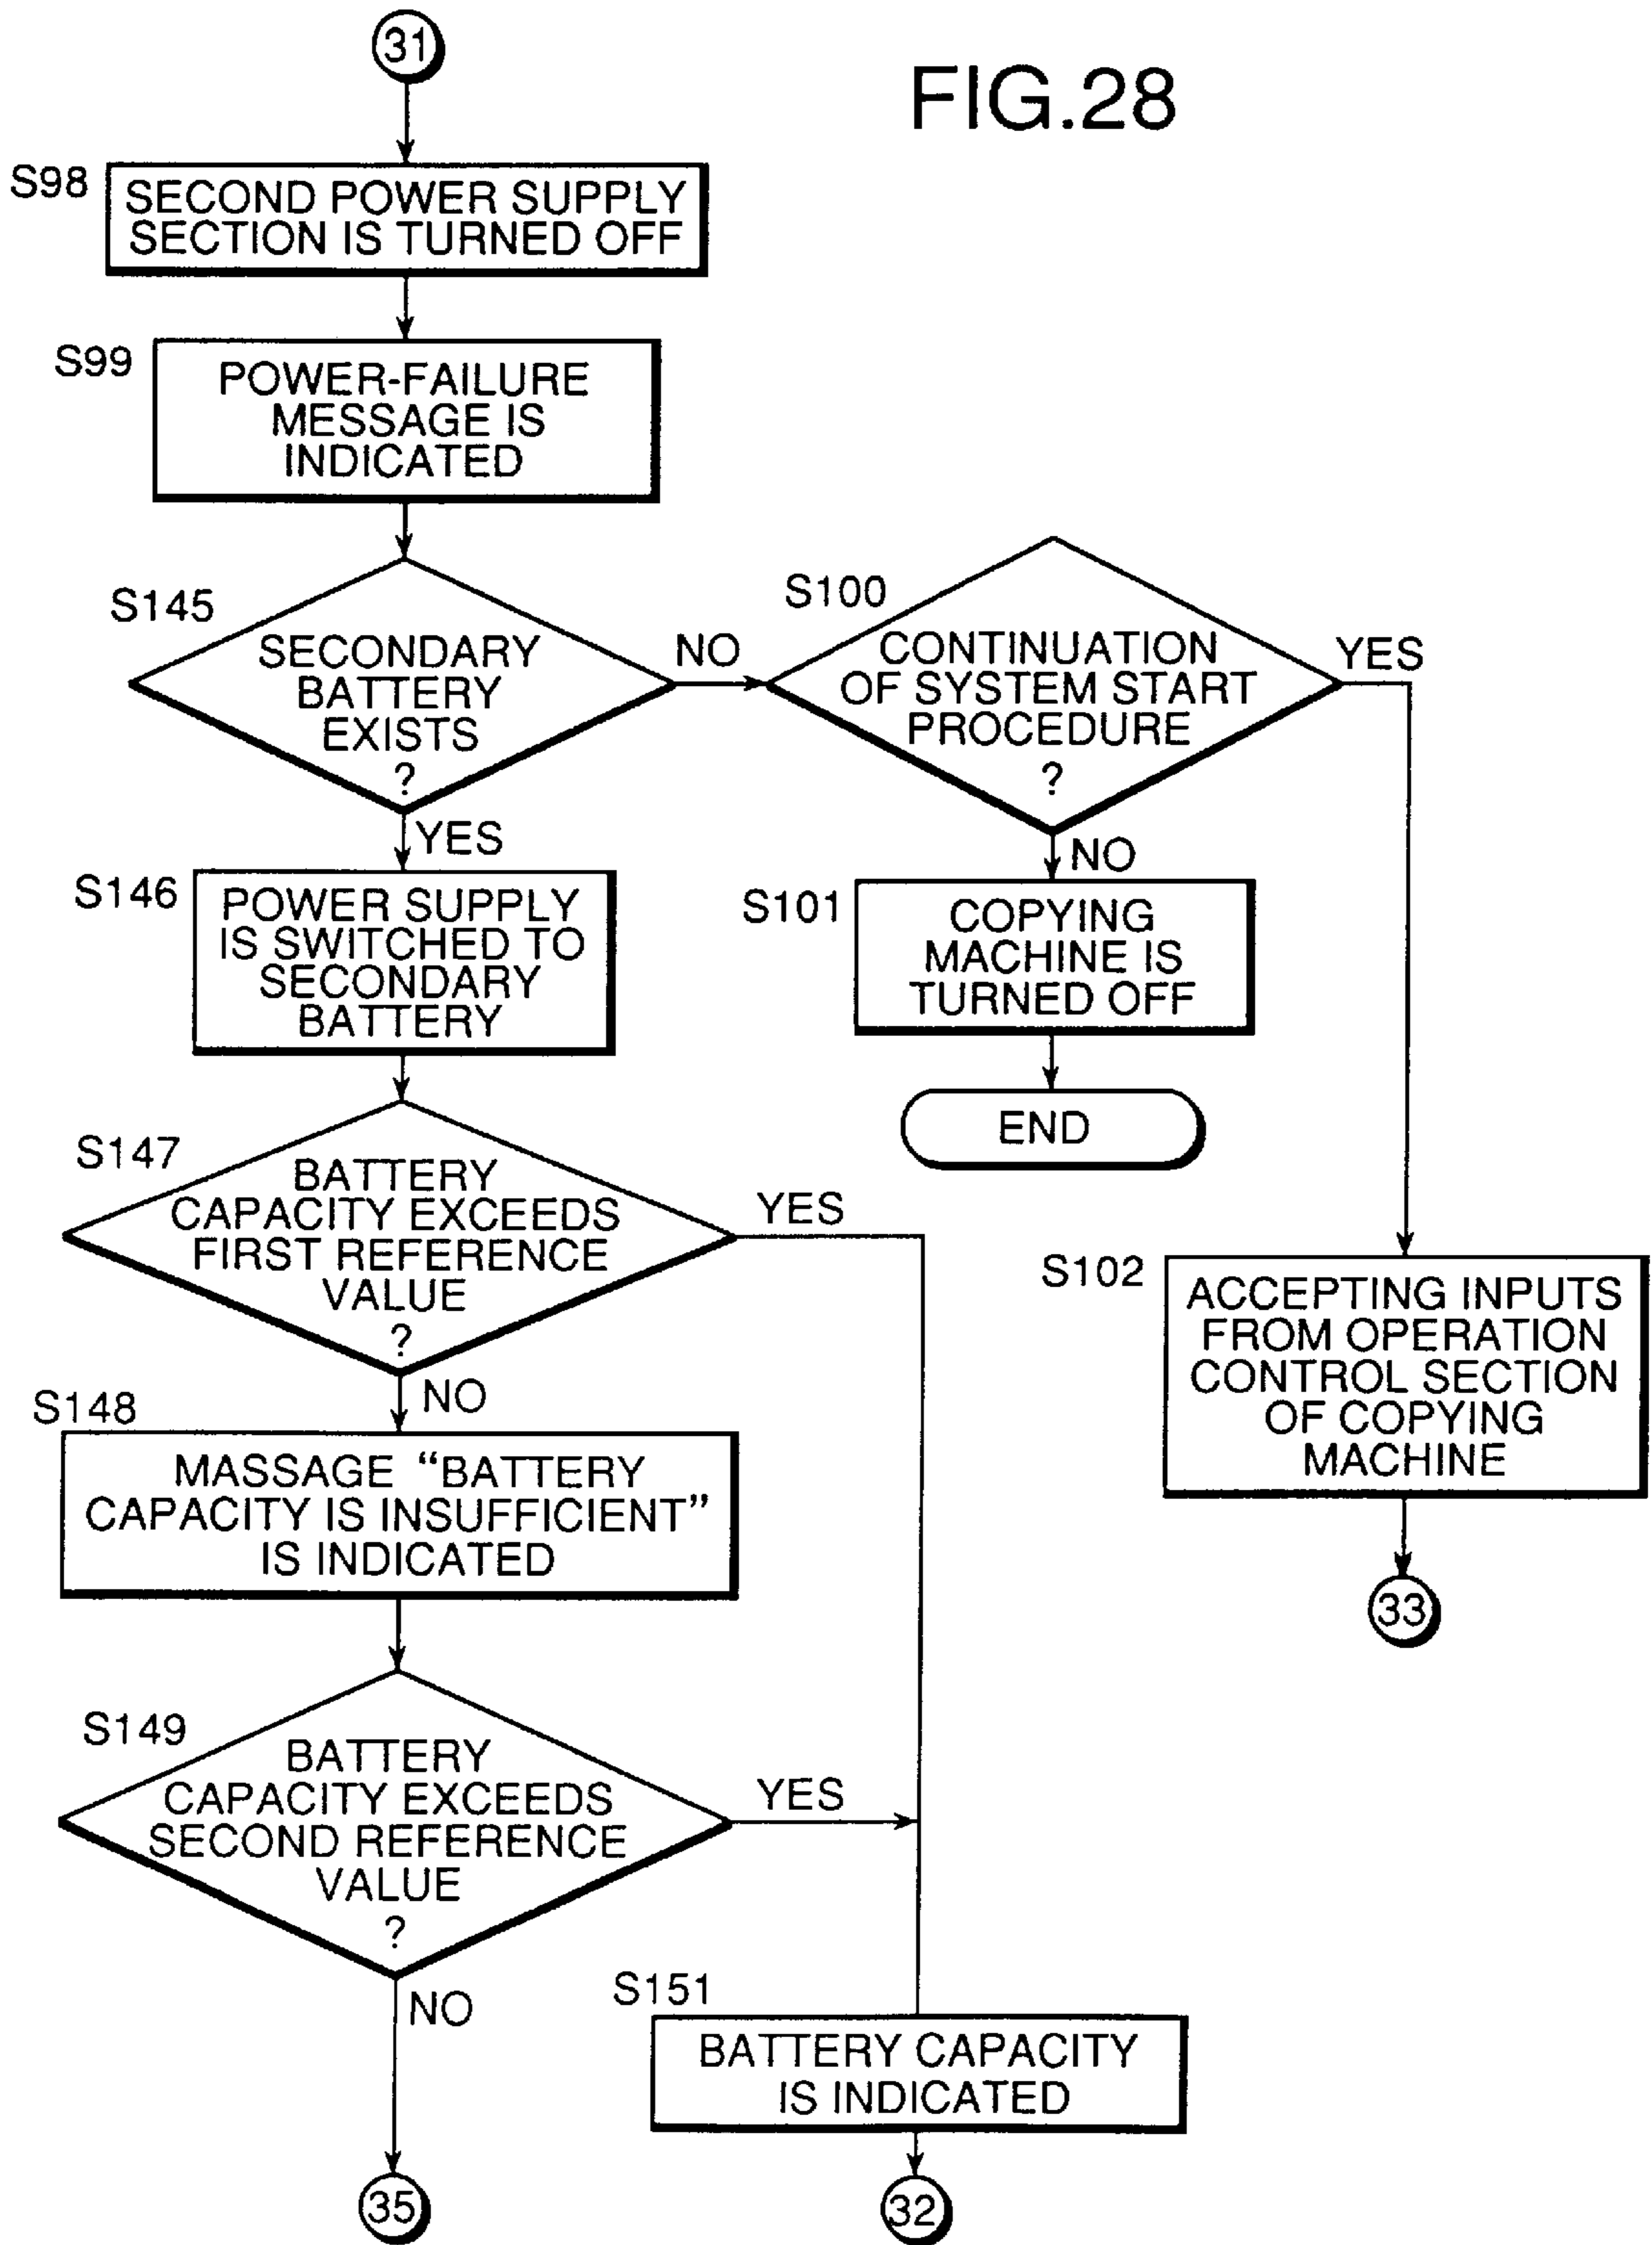 31
FIG.28
S98
SECOND POWER SUPPLY
SECTION IS TURNED OFF
S99
POWER-FAILURE
MESSAGE IS
INDICATED
S145
SECONDARY
BATTERY
EXISTS
?
NO
YES
S100
CONTINUATION
OF SYSTEM START
PROCEDURE
?
YES
NO
S146
POWER SUPPLY
IS SWITCHED TO
SECONDARY
BATTERY
S101
COPYING
MACHINE IS
TURNED OFF
END
S147
BATTERY
CAPACITY EXCEEDS
FIRST REFERENCE
VALUE
?
YES
NO
S102
ACCEPTING INPUTS
FROM OPERATION
CONTROL SECTION
OF COPYING
MACHINE
33
S148
MASSAGE “BATTERY
CAPACITY IS INSUFFICIENT”
IS INDICATED
S149
BATTERY
CAPACITY EXCEEDS
SECOND REFERENCE
VALUE
?
YES
NO
S151
BATTERY CAPACITY
IS INDICATED
35
32